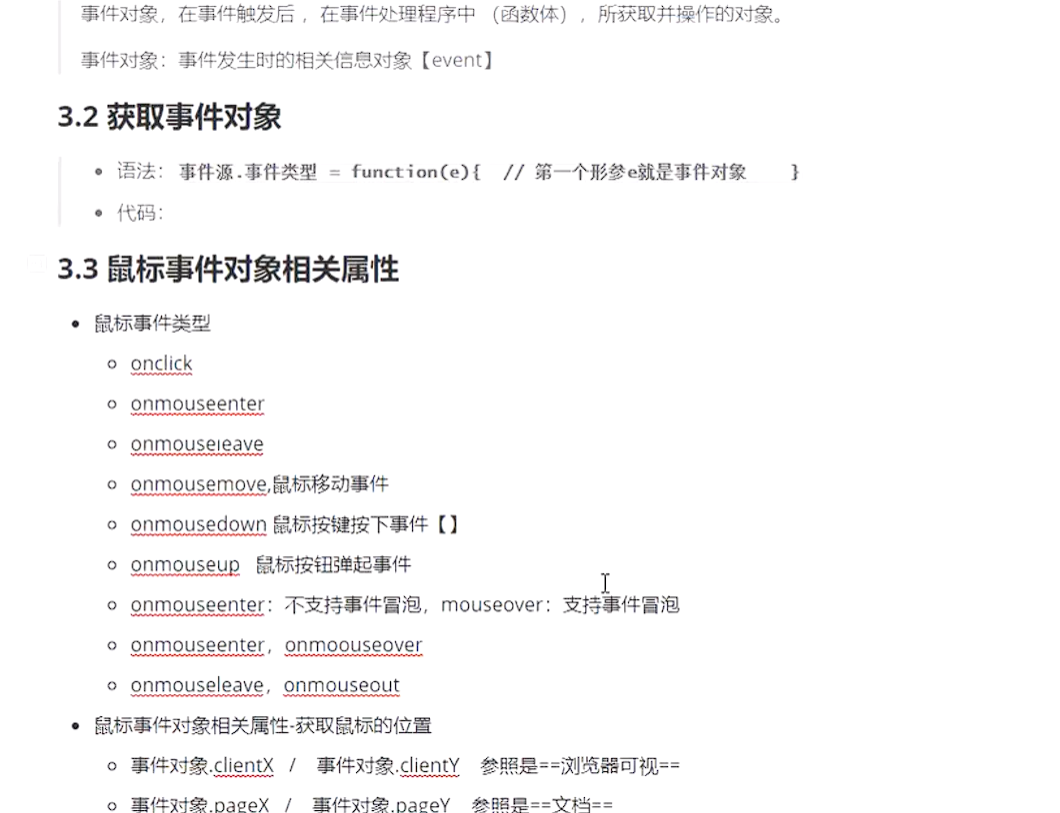 事件对象，在事件触发后 ，在事件处理程序中 （函数体），所获取并操作的对象。
事件对象：事件发生时的相关信息对象【event】
3.2 获取事件对象
语法： 事件源.事件类型 = function(e){ // 第一个形参e就是事件对象 }
代码：
3.3 鼠标事件对象相关属性
鼠标事件类型
onclick
onmouseenter
onmouseleave
onmousemove,鼠标移动事件
onmousedown 鼠标按键按下事件【】
onmouseup 鼠标按钮弹起事件
onmouseenter：不支持事件冒泡，mouseover：支持事件冒泡
onmouseenter，onmoouseover
onmouseleave，onmouseout
鼠标事件对象相关属性-获取鼠标的位置
事件对象.clientX / 事件对象.clientY 参照是==浏览器可视==
事件对象.pageX / 事件对象.pageY 参照是==文档==